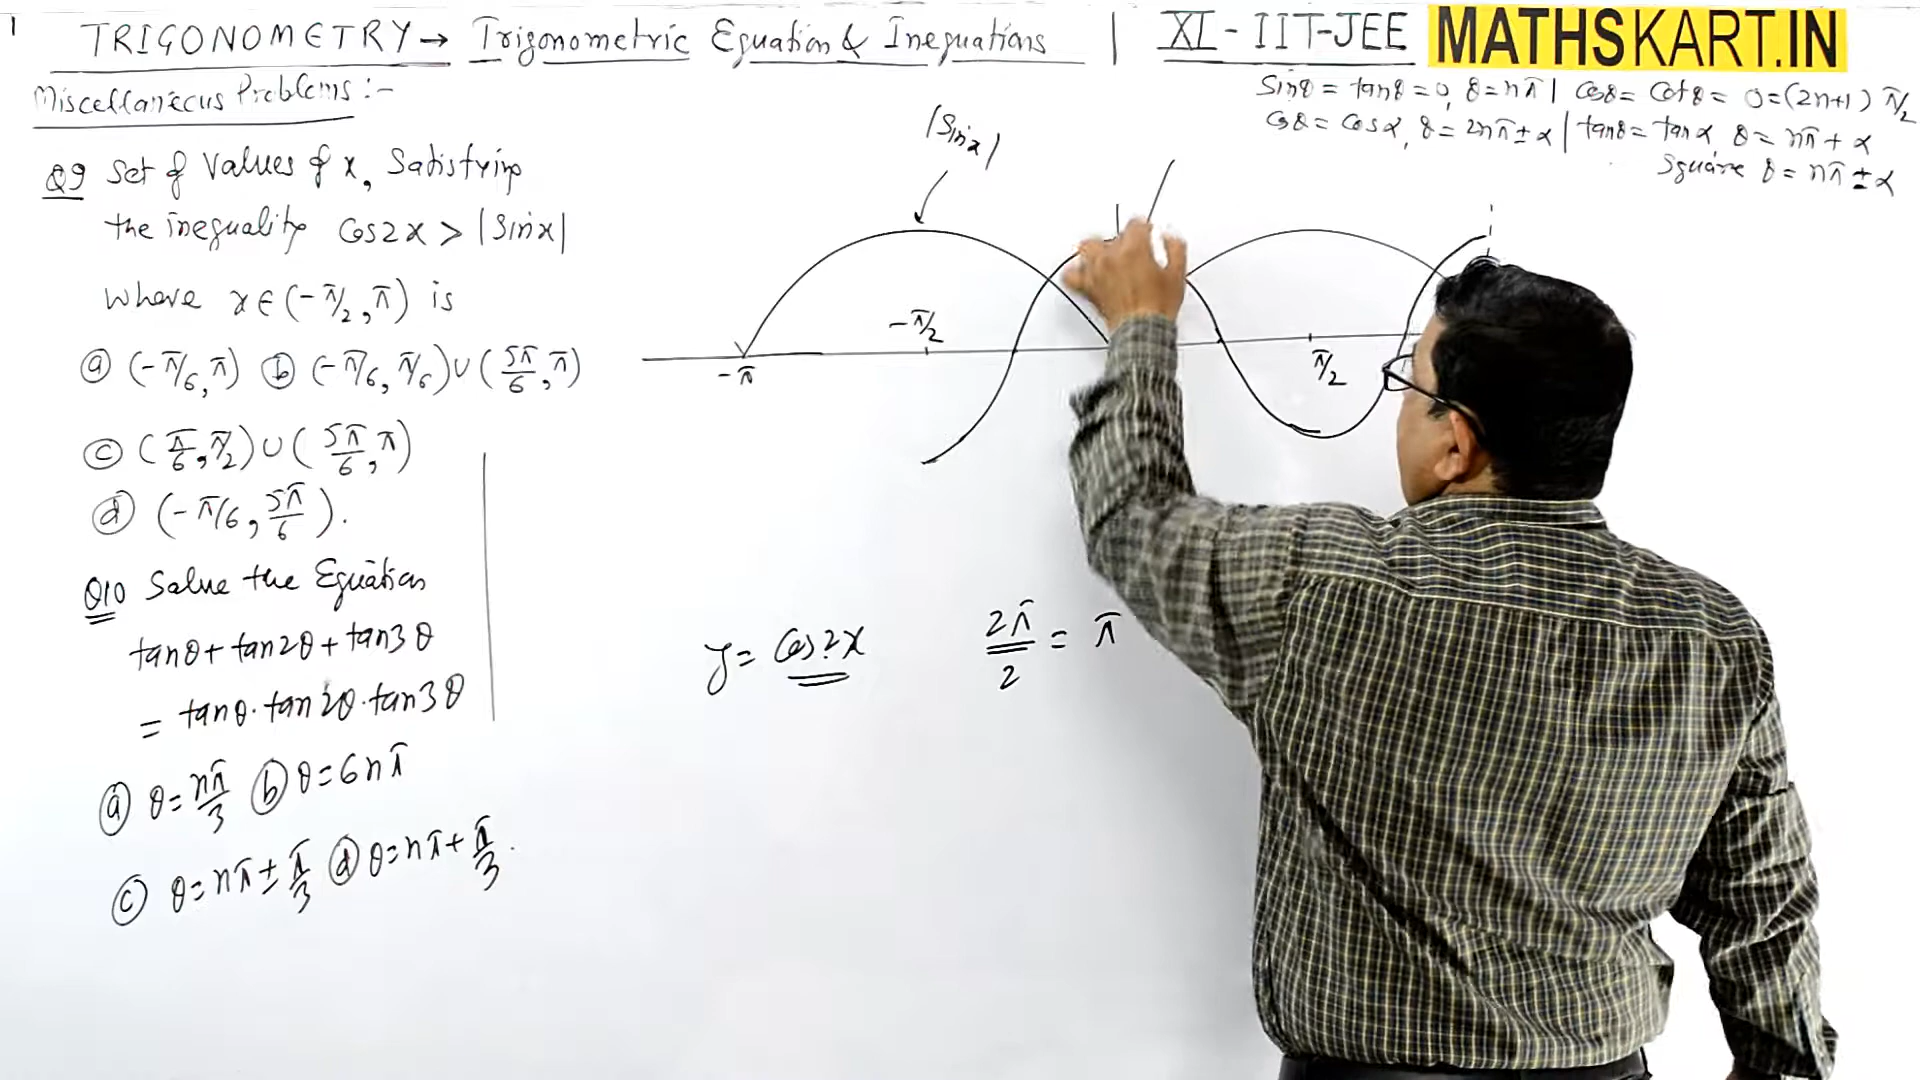 1
TRIGONOMETRY → Trigonometric Equation & Inequations | XI - IIT-JEE MATHSKART.IN
Miscellaneous Problems :-
Sinθ = tanθ = 0, θ = nπ | Cosθ = Cotθ = 0 = (2n+1) π/2
Cosθ = Cosα, θ = 2nπ ± α | tanθ = tanα, θ = nπ + α
Square θ = nπ ± α
Q9 Set of Values of x, Satisfying
the inequality Cos2x > |Sinx|
Where x ∈ (-π/2, π) is
(a) (-π/6, π) (b) (-π/6, π/6) ∪ (5π/6, π)
(c) (π/6, π/2) ∪ (5π/6, π)
(d) (-π/6, 5π/6).
Q10 Solve the Equation
tanθ + tan2θ + tan3θ
= tanθ · tan2θ · tan3θ
(a) θ = nπ/3 (b) θ = 6nπ
(c) θ = nπ ± π/3 (d) θ = nπ + π/3.
|Sinx|
-π
-π/2
π/2
y = Cos2x
2π/2 = π